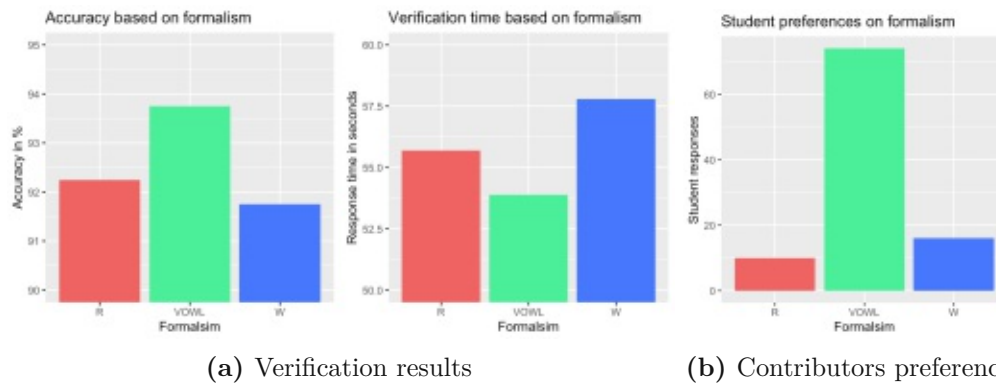 Accuracy based on formalism
95
94
93
92
91
90
Accuracy in %
R VOWL W
Formalsim
Verification time based on formalism
60.0
57.5
55.0
52.5
50.0
Response time in seconds
R VOWL W
Formalsim
Student preferences on formalism
60
40
20
0
Student responses
R VOWL W
Formalsim
(a) Verification results
(b) Contributors preferenc